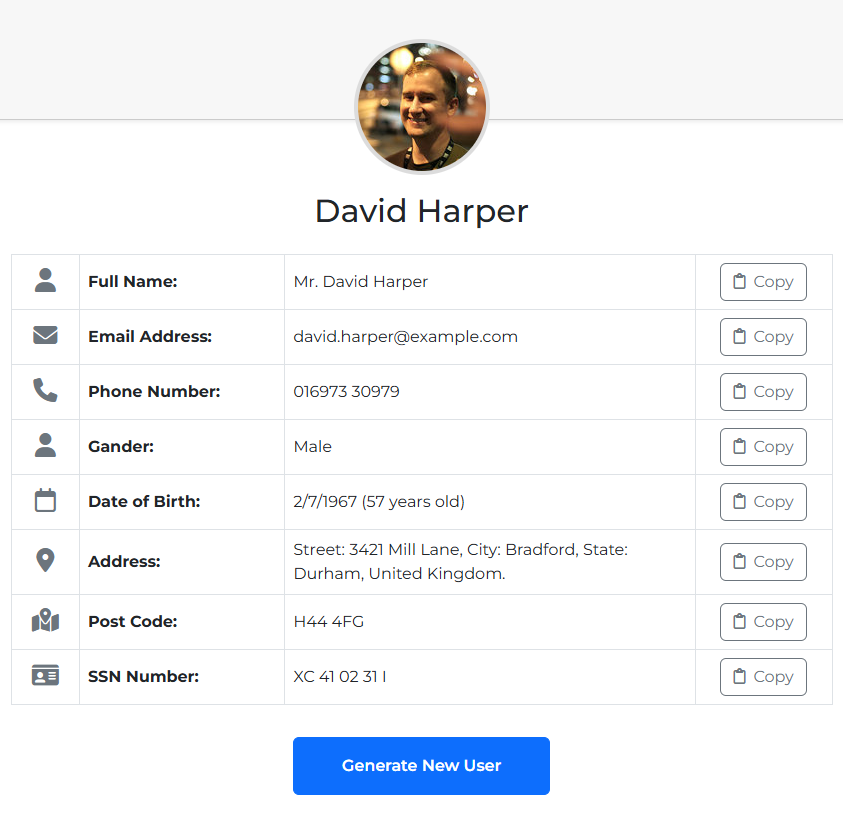 David Harper
Full Name: Mr. David Harper Copy
Email Address: david.harper@example.com Copy
Phone Number: 016973 30979 Copy
Gander: Male Copy
Date of Birth: 2/7/1967 (57 years old) Copy
Address: Street: 3421 Mill Lane, City: Bradford, State:
Durham, United Kingdom. Copy
Post Code: H44 4FG Copy
SSN Number: XC 41 02 31 I Copy
Generate New User